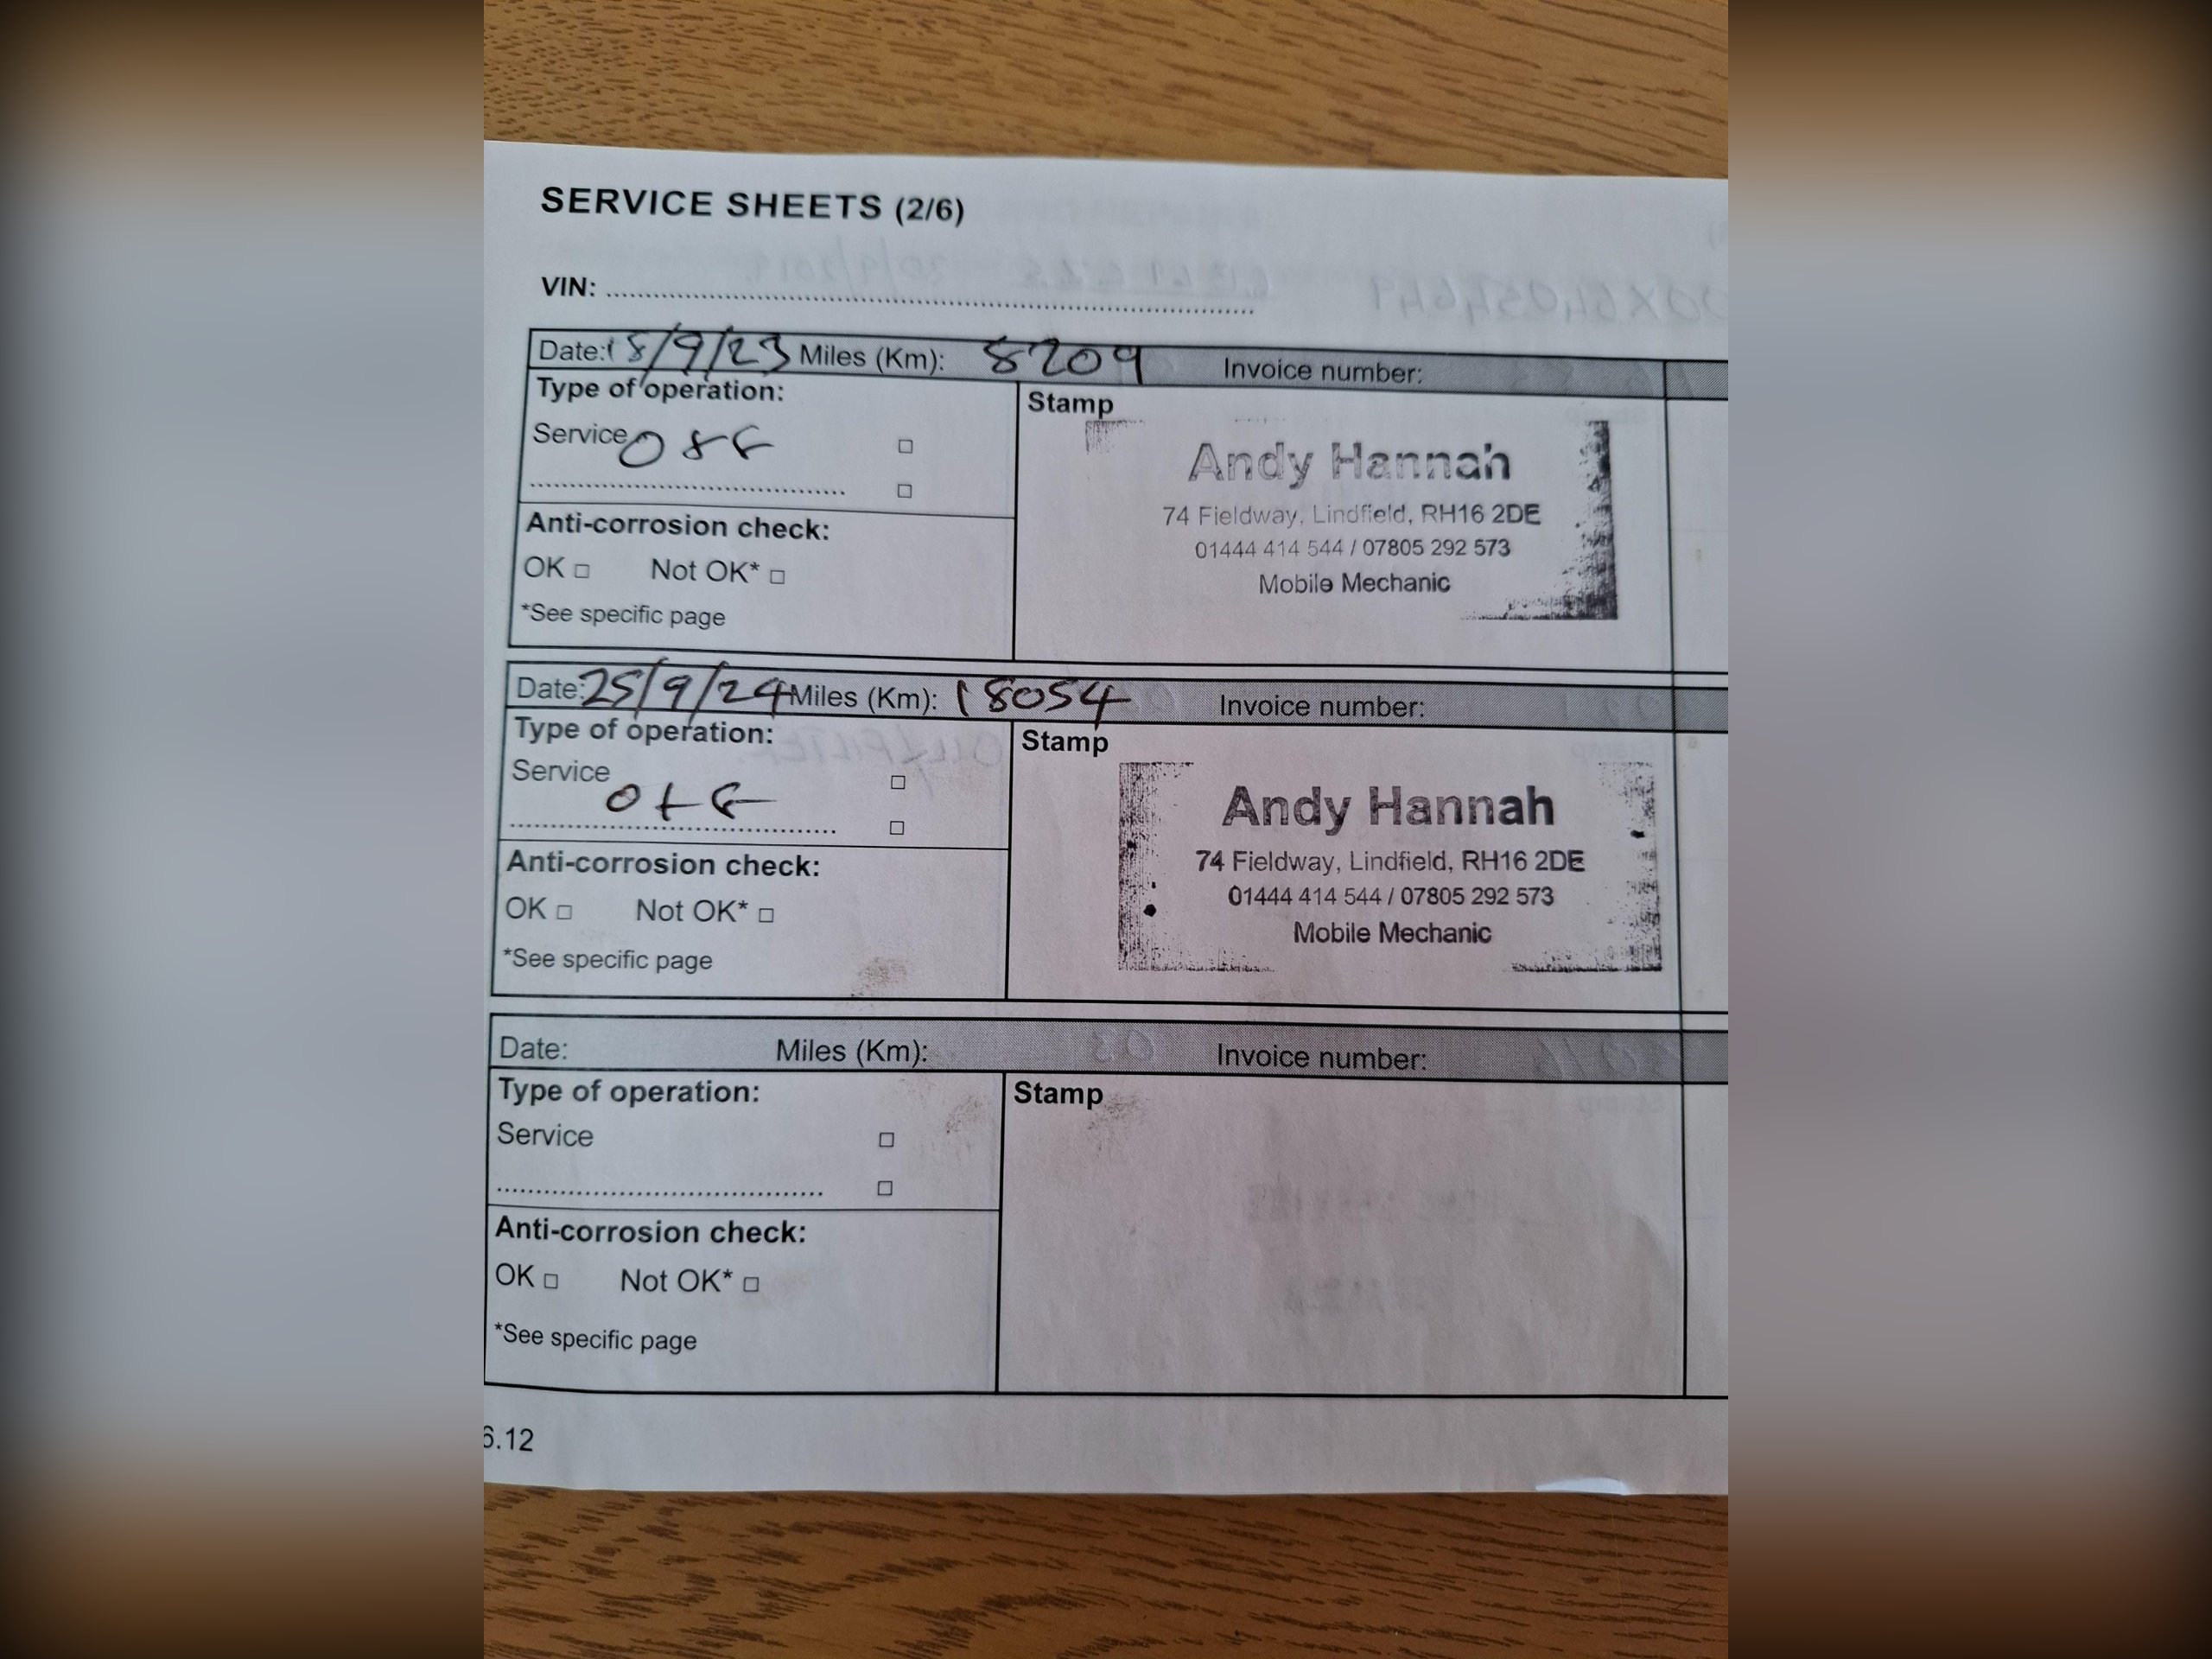 SERVICE SHEETS (2/6)
VIN: ........................................
Date: 18/9/23 Miles (Km): 8209 Invoice number:
Type of operation:
Service O & F □
........................................ □
Anti-corrosion check:
OK □ Not OK* □
*See specific page
Stamp
Andy Hannah
74 Fieldway, Lindfield, RH16 2DE
01444 414 544 / 07805 292 573
Mobile Mechanic
Date: 25/9/24 Miles (Km): 18054 Invoice number:
Type of operation:
Service O + F □
........................................ □
Anti-corrosion check:
OK □ Not OK* □
*See specific page
Stamp
Andy Hannah
74 Fieldway, Lindfield, RH16 2DE
01444 414 544 / 07805 292 573
Mobile Mechanic
Date: Miles (Km): Invoice number:
Type of operation:
Service □
........................................ □
Anti-corrosion check:
OK □ Not OK* □
*See specific page
Stamp
6.12